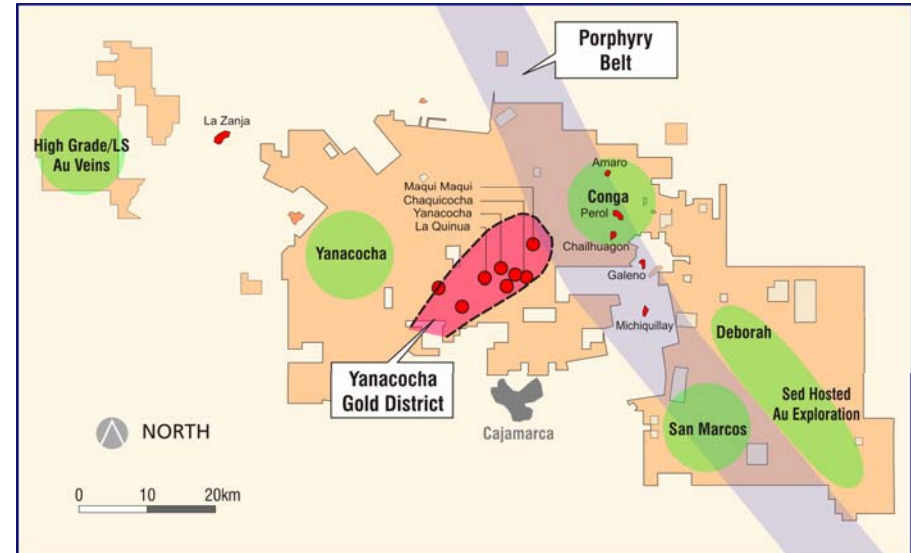 Porphyry
Belt
La Zanja
High Grade/LS
Au Veins
Amaro
Maqui Maqui
Chaquicocha
Yanacocha
La Quinua
Conga
Perol
Chailhuagon
Yanacocha
Galeno
Michiquillay
Deborah
Yanacocha
Gold District
Sed Hosted
Au Exploration
San Marcos
Cajamarca
NORTH
0 10 20km